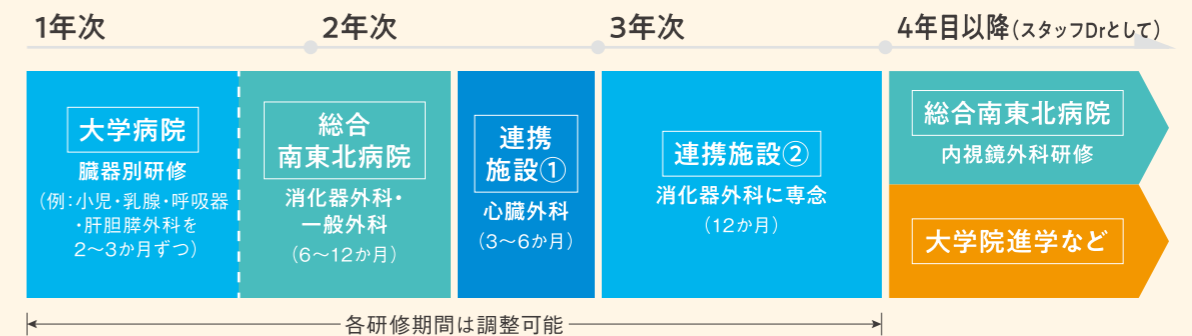 1年次
2年次
3年次
4年目以降(スタッフDrとして)
大学病院
臓器別研修
(例:小児・乳腺・呼吸器
・肝胆膵外科を
2〜3か月ずつ)
総合
南東北病院
消化器外科・
一般外科
(6〜12か月)
連携
施設①
心臓外科
(3〜6か月)
連携施設②
消化器外科に専念
(12か月)
総合南東北病院
内視鏡外科研修
大学院進学など
各研修期間は調整可能